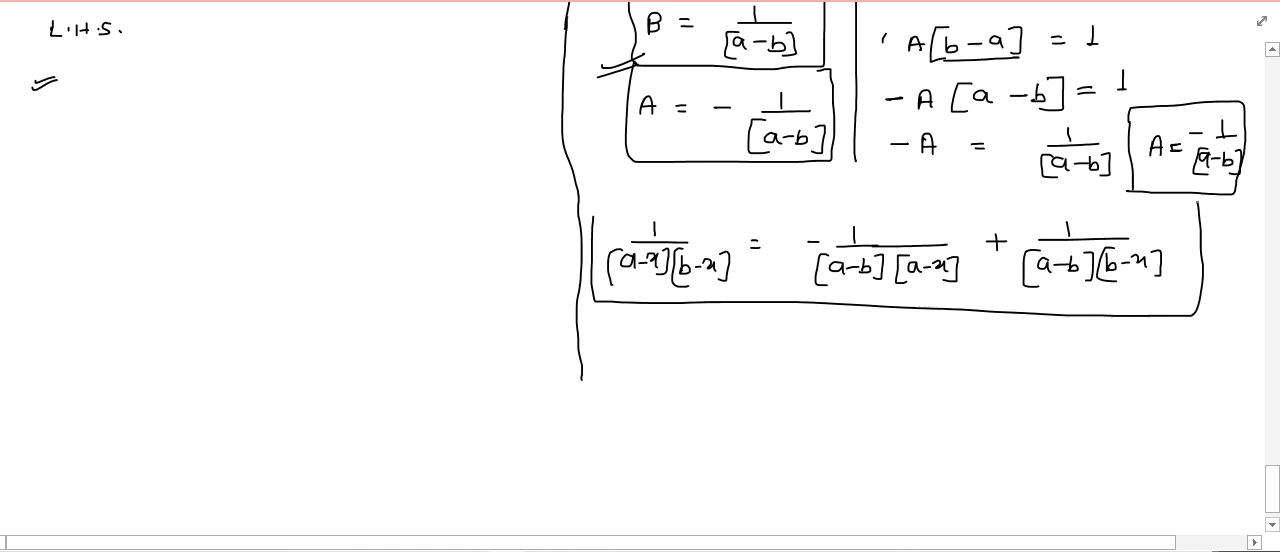 L.H.S.
B = 1/[a-b]
A = - 1/[a-b]
A[b-a] = 1
-A [a-b] = 1
-A = 1/[a-b]
A = -1/[a-b]
1/[a-x][b-x] = - 1/[a-b][a-x] + 1/[a-b][b-x]